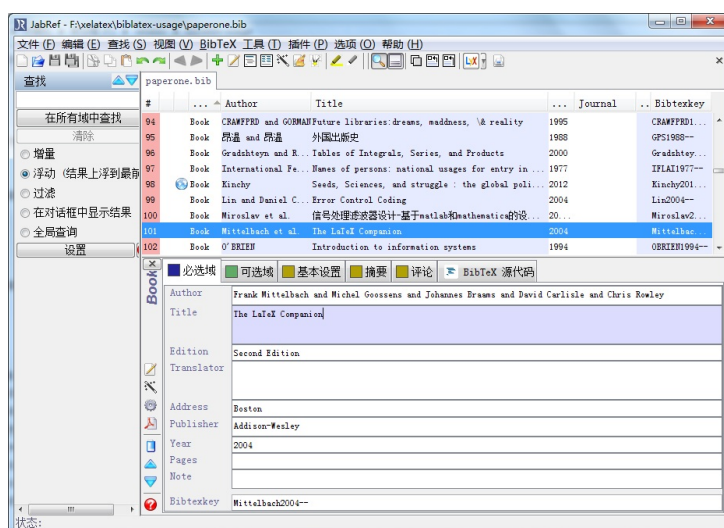 JabRef - F:\xelatex\biblatex-usage\paperone.bib
文件 (F) 编辑 (E) 查找 (S) 视图 (V) BibTeX 工具 (T) 插件 (P) 选项 (O) 帮助 (H)
查找
paperone.bib
在所有域中查找
清除
增量
浮动 (结果上浮到最前
过滤
在对话框中显示结果
全局查询
设置
# ... Author Title ... Journal .. Bibtexkey
94 Book CRAWFPRD and GORMAN Future libraries:dreams, maddness, \& reality 1995 CRAWFPRD1...
95 Book 昂温 and 昂温 外国出版史 1988 GPS1988--
96 Book Gradshteyn and R... Tables of Integrals, Series, and Products 2000 Gradshtey...
97 Book International Fe... Names of persons: national usages for entry in ... 1977 IFLAI1977--
98 Book Kinchy Seeds, Sciences, and struggle : the global poli... 2012 Kinchy201...
99 Book Lin and Daniel C... Error Control Coding 2004 Lin2004--
100 Book Miroslav et al. 信号处理滤波器设计-基于matlab和mathematica的设... 20... Miroslav2...
101 Book Mittelbach et al. The LaTeX Companion 2004 Mittelbac...
102 Book O'BRIEN Introduction to information systems 1994 OBRIEN1994--
Book
必选域 可选域 基本设置 摘要 评论 BibTeX 源代码
Author Frank Mittelbach and Michel Goossens and Johannes Braams and David Carlisle and Chris Rowley
Title The LaTeX Companion
Edition Second Edition
Translator
Address Boston
Publisher Addison-Wesley
Year 2004
Pages
Note
Bibtexkey Mittelbach2004--
状态: